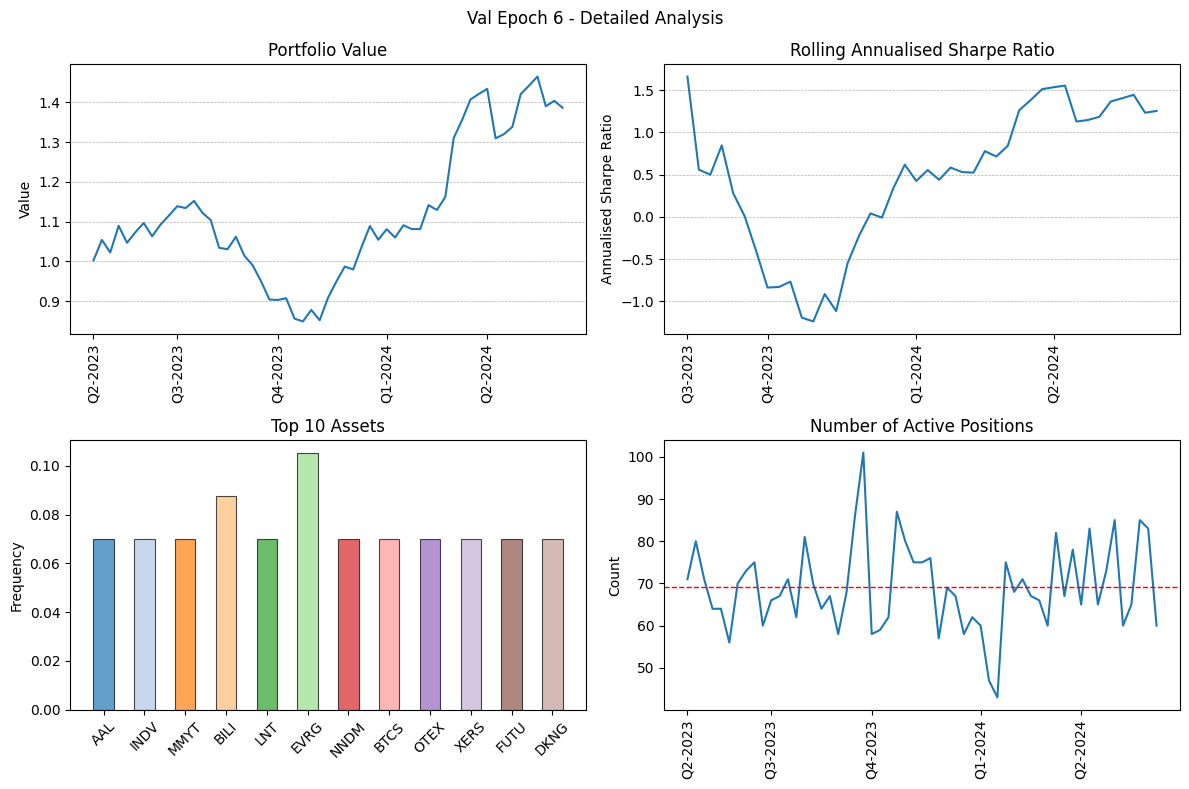 Val Epoch 6 - Detailed Analysis
Portfolio Value
Value
1.4
1.3
1.2
1.1
1.0
0.9
Q2-2023
Q3-2023
Q4-2023
Q1-2024
Q2-2024
Rolling Annualised Sharpe Ratio
Annualised Sharpe Ratio
1.5
1.0
0.5
0.0
−0.5
−1.0
Q3-2023
Q4-2023
Q1-2024
Q2-2024
Top 10 Assets
Frequency
0.10
0.08
0.06
0.04
0.02
0.00
AAL
INDV
MMYT
BILI
LNT
EVRG
NNDM
BTCS
OTEX
XERS
FUTU
DKNG
Number of Active Positions
Count
100
90
80
70
60
50
Q2-2023
Q3-2023
Q4-2023
Q1-2024
Q2-2024